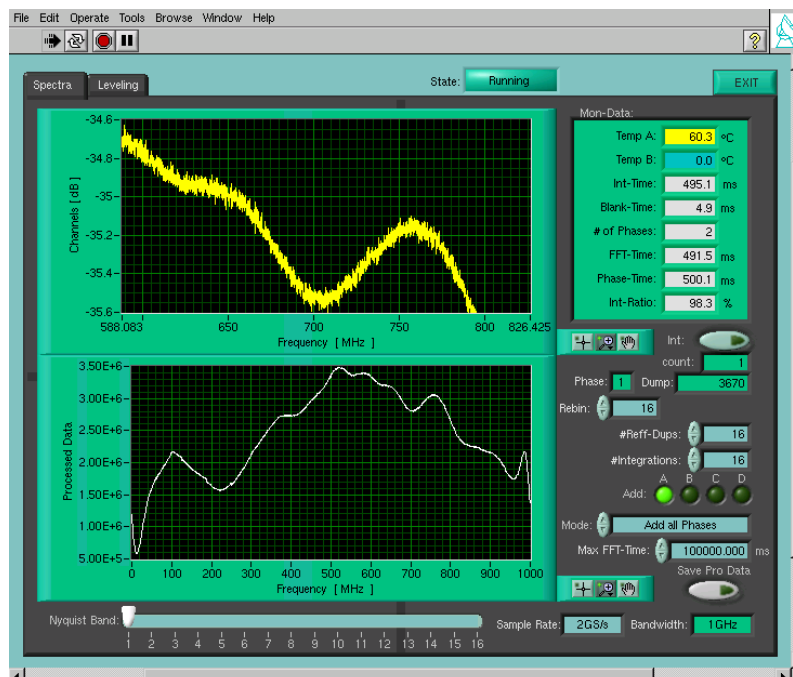 File Edit Operate Tools Browse Window Help
?
Spectra Leveling State: Running EXIT
Mon-Data:
Temp A: 60.3 °C
Temp B: 0.0 °C
Int-Time: 495.1 ms
Blank-Time: 4.9 ms
# of Phases: 2
FFT-Time: 491.5 ms
Phase-Time: 500.1 ms
Int-Ratio: 98.3 %
Channels [ dB ]
-34.6-
-34.8-
-35-
-35.2-
-35.4-
-35.6-
588.083 650 700 750 800 826.425
Frequency [ MHz ]
Int:
count: 1
Phase: 1 Dump: 3670
Rebin: 16
#Reff-Dups: 16
#Integrations: 16
A B C D
Add:
Mode: Add all Phases
Max FFT-Time: 100000.000 ms
Save Pro Data
Processed Data
3.50E+6-
3.00E+6-
2.50E+6-
2.00E+6-
1.50E+6-
1.00E+6-
5.00E+5-
0 100 200 300 400 500 600 700 800 900 1000
Frequency [ MHz ]
Nyquist Band:
1 2 3 4 5 6 7 8 9 10 11 12 13 14 15 16
Sample Rate: 2GS/s Bandwidth: 1GHz